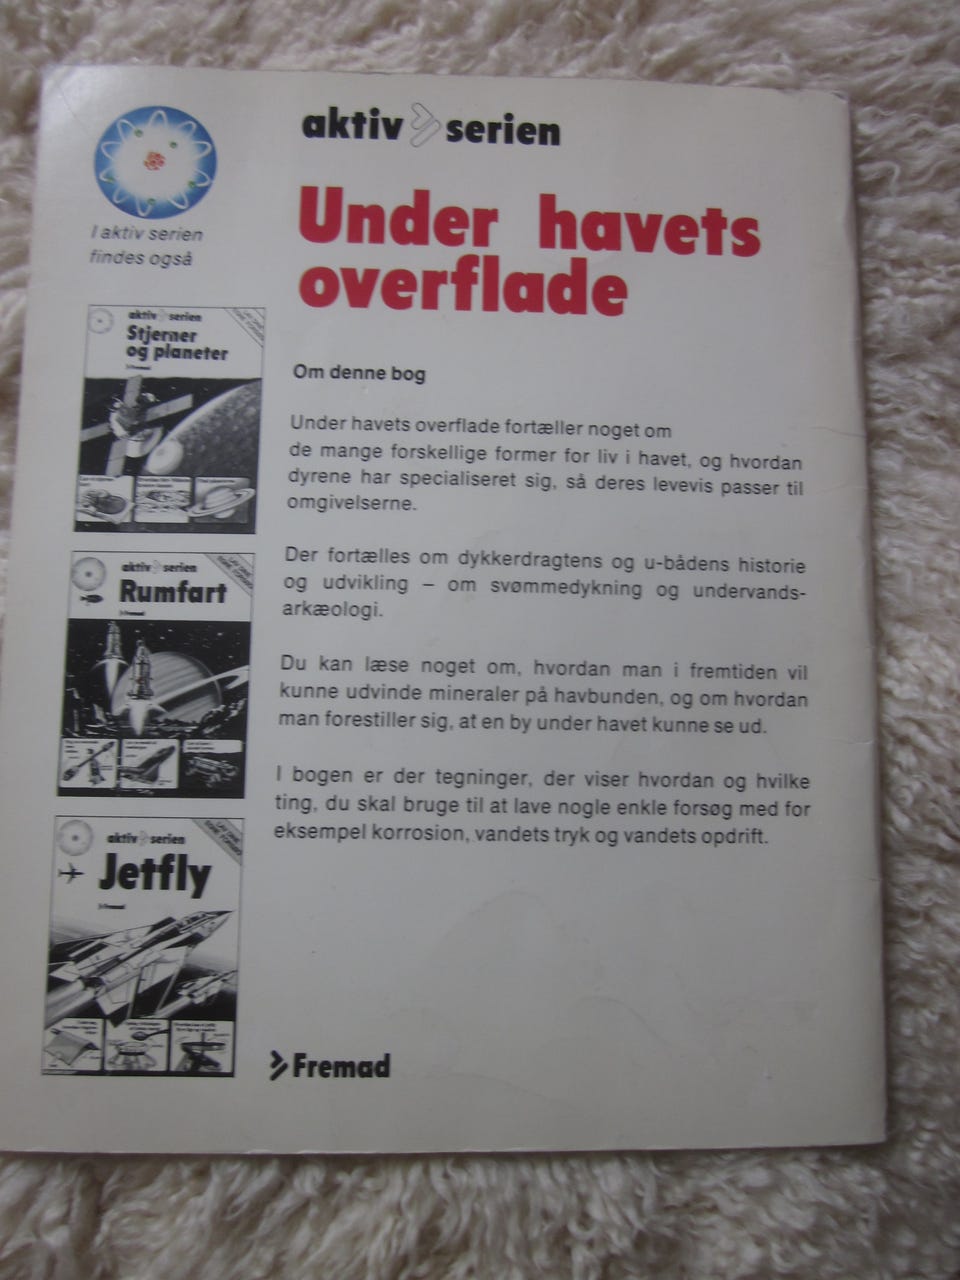 aktiv serien
Under havets
overflade
I aktiv serien
findes også
aktiv serien
Stjerner
og planeter
Fremad
aktiv serien
Rumfart
Fremad
aktiv serien
Jetfly
Fremad
Om denne bog
Under havets overflade fortæller noget om
de mange forskellige former for liv i havet, og hvordan
dyrene har specialiseret sig, så deres levevis passer til
omgivelserne.
Der fortælles om dykkerdragtens og u-bådens historie
og udvikling – om svømmedykning og undervands-
arkæologi.
Du kan læse noget om, hvordan man i fremtiden vil
kunne udvinde mineraler på havbunden, og om hvordan
man forestiller sig, at en by under havet kunne se ud.
I bogen er der tegninger, der viser hvordan og hvilke
ting, du skal bruge til at lave nogle enkle forsøg med for
eksempel korrosion, vandets tryk og vandets opdrift.
Fremad